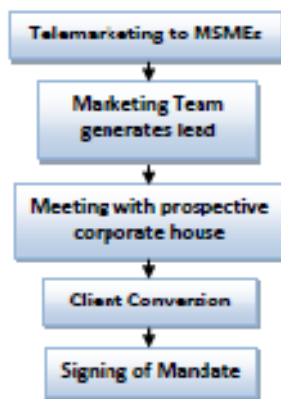 Telemarketing to MSMEs
Marketing Team
generates lead
Meeting with prospective
corporate house
Client Conversion
Signing of Mandate